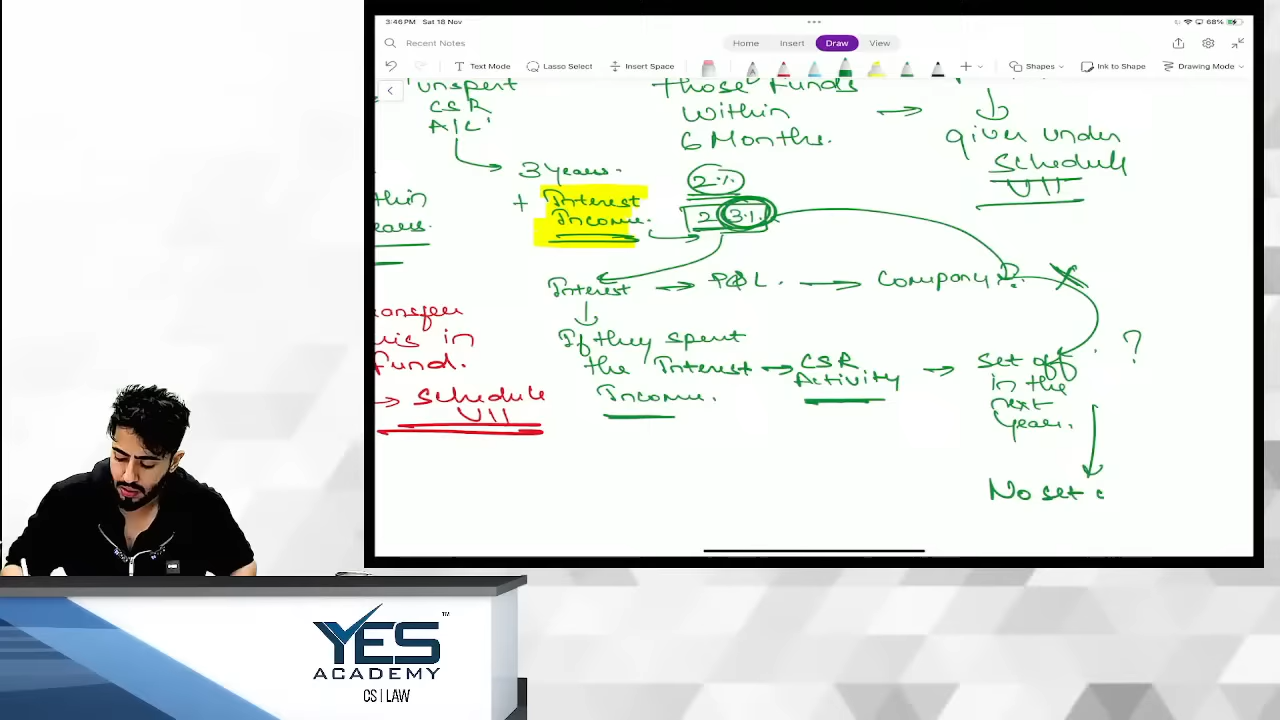 3:46 PM Sat 18 Nov
68%
Recent Notes
Home Insert Draw View
Text Mode Lasso Select Insert Space Shapes Ink to Shape Drawing Mode
'Unspent
CSR
A/C'
Those Funds
Within
6 Months.
given under
Schedule
VII
3 Years.
+ Interest
Income.
2%
2 3%
Interest → P&L. → Company?
If they spent
the Interest
Income.
CSR
Activity
Set off
in the
next
year.
?
No set
his in
fund.
→ Schedule
VII
YES
™
ACADEMY
CS | LAW